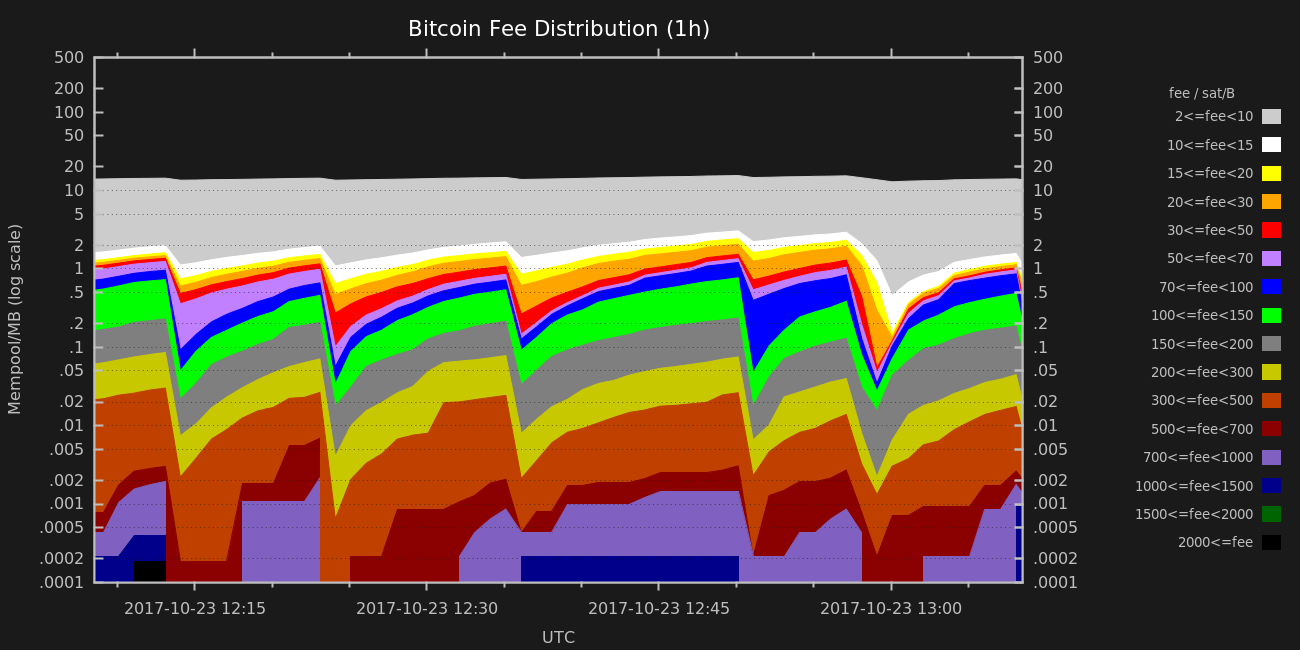 Bitcoin Fee Distribution (1h)
Mempool/MB (log scale)
500
200
100
50
20
10
5
2
1
.5
.2
.1
.05
.02
.01
.005
.002
.001
.0005
.0002
.0001
500
200
100
50
20
10
5
2
1
.5
.2
.1
.05
.02
.01
.005
.002
.001
.0005
.0002
.0001
fee / sat/B
2<=fee<10
10<=fee<15
15<=fee<20
20<=fee<30
30<=fee<50
50<=fee<70
70<=fee<100
100<=fee<150
150<=fee<200
200<=fee<300
300<=fee<500
500<=fee<700
700<=fee<1000
1000<=fee<1500
1500<=fee<2000
2000<=fee
2017-10-23 12:15
2017-10-23 12:30
2017-10-23 12:45
2017-10-23 13:00
UTC